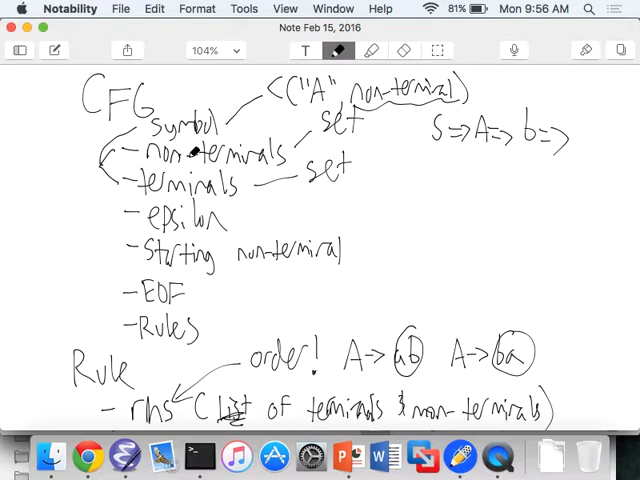 Notability File Edit Format Tools View Window Help 81% Mon 9:56 AM
Note Feb 15, 2016
104% T
CFG <("A", non-terminal)
symbol set S => A => b =>
- non-terminals
- terminals — set
- epsilon
- Starting non-terminal
- EOF
- Rules
Rule order! A -> ab A -> ba
- rhs ( List of terminals & non-terminals)